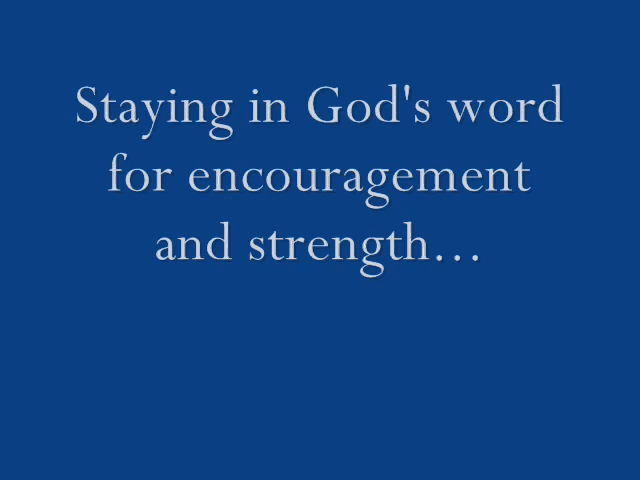 Staying in God's word
for encouragement
and strength…